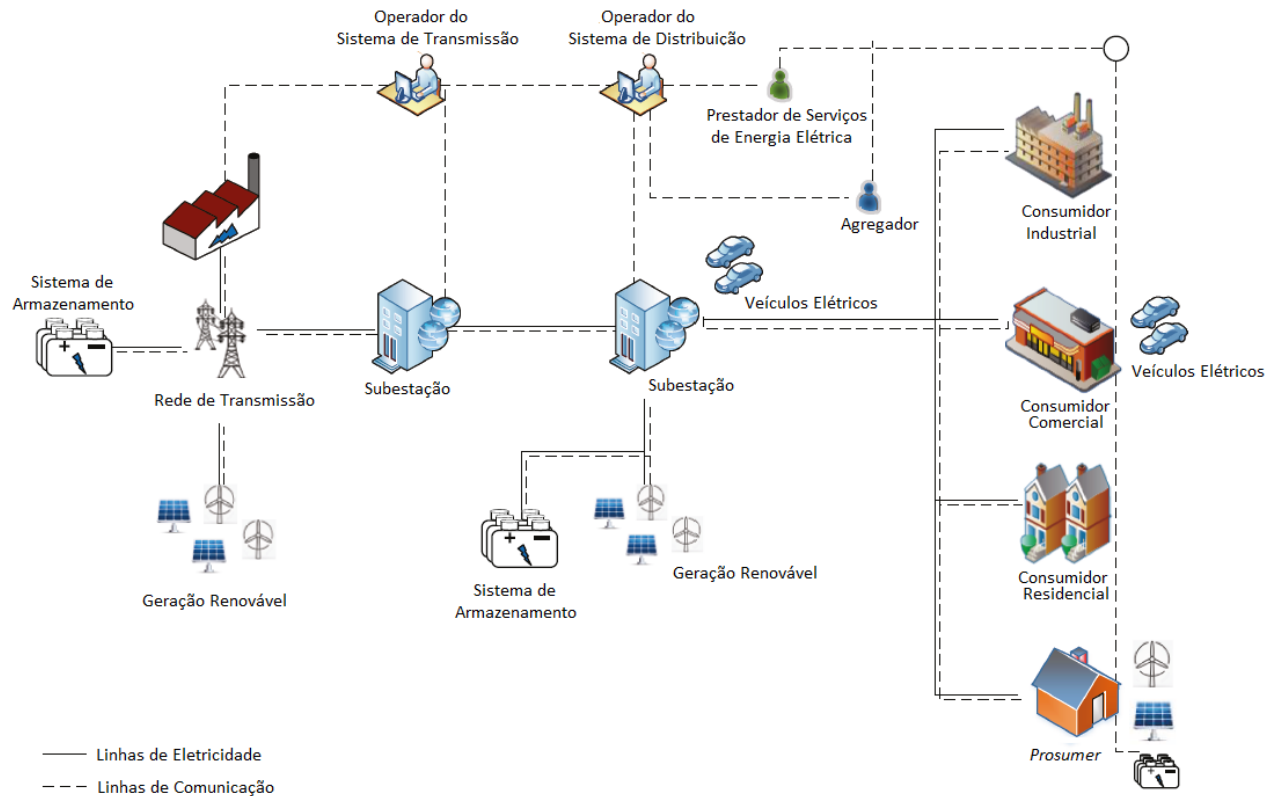 Operador do
Sistema de Transmissão
Operador do
Sistema de Distribuição
Prestador de Serviços
de Energia Elétrica
Agregador
Consumidor
Industrial
Sistema de
Armazenamento
Veículos Elétricos
Rede de Transmissão
Subestação
Subestação
Veículos Elétricos
Consumidor
Comercial
Geração Renovável
Sistema de
Armazenamento
Geração Renovável
Consumidor
Residencial
Prosumer
Linhas de Eletricidade
Linhas de Comunicação